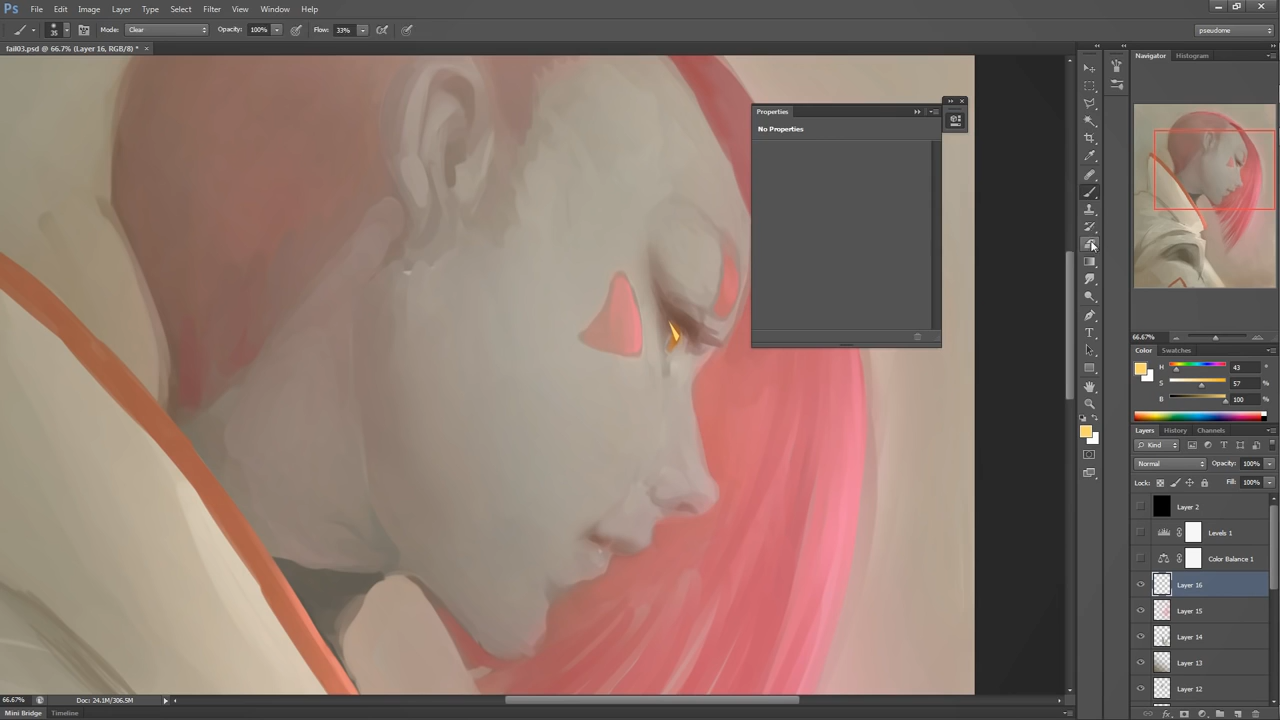 Ps File Edit Image Layer Type Select Filter View Window Help
35 Mode: Clear Opacity: 100% Flow: 33% pseudome
fail03.psd @ 66.7% (Layer 16, RGB/8) * ×
Navigator Histogram
Properties
No Properties
66.67%
Color Swatches
H 43 °
S 57 %
B 100 %
Layers History Channels
Kind
Normal Opacity: 100%
Lock: Fill: 100%
Layer 2
Levels 1
Color Balance 1
Layer 16
Layer 15
Layer 14
Layer 13
Layer 12
66.67% Doc: 24.1M/306.5M
Mini Bridge Timeline